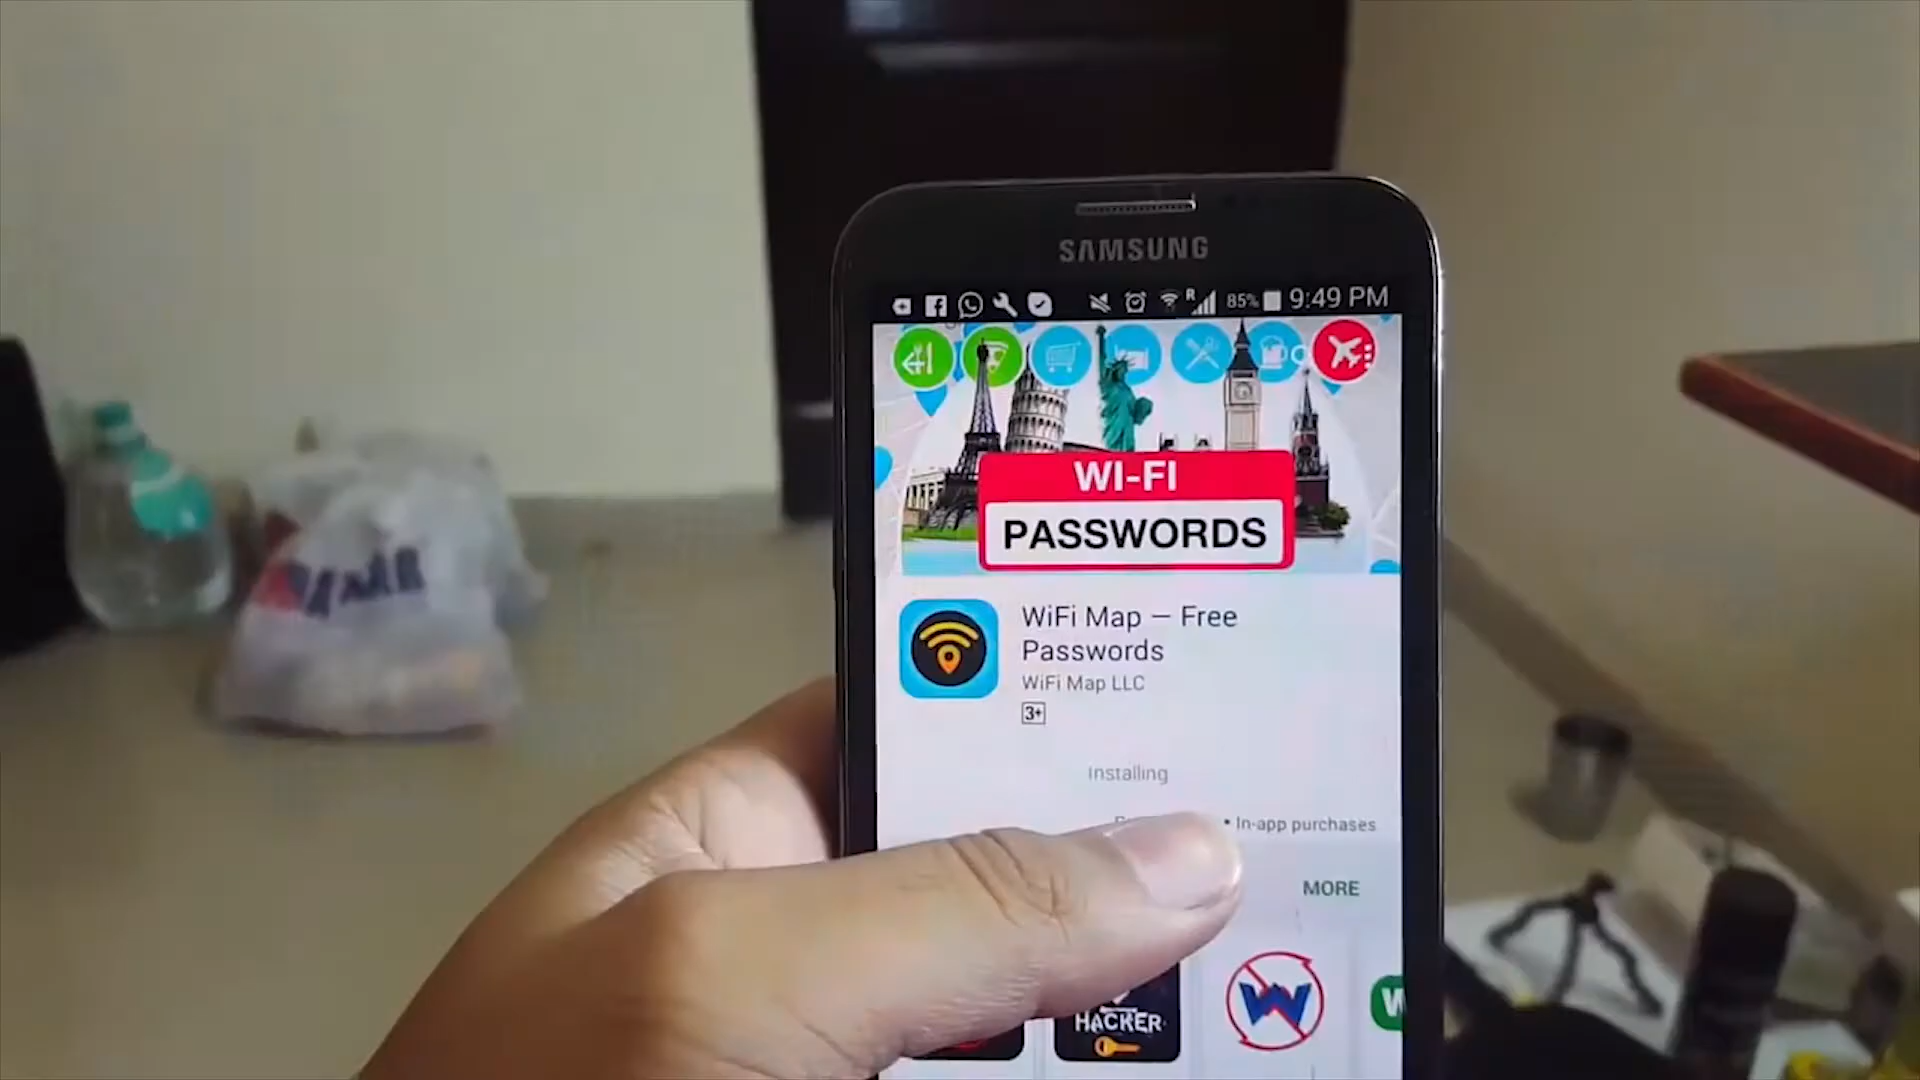 SAMSUNG
R 85% 9:49 PM
WI-FI
PASSWORDS
WiFi Map — Free
Passwords
WiFi Map LLC
3+
Installing
• In-app purchases
MORE
HACKER
W
W